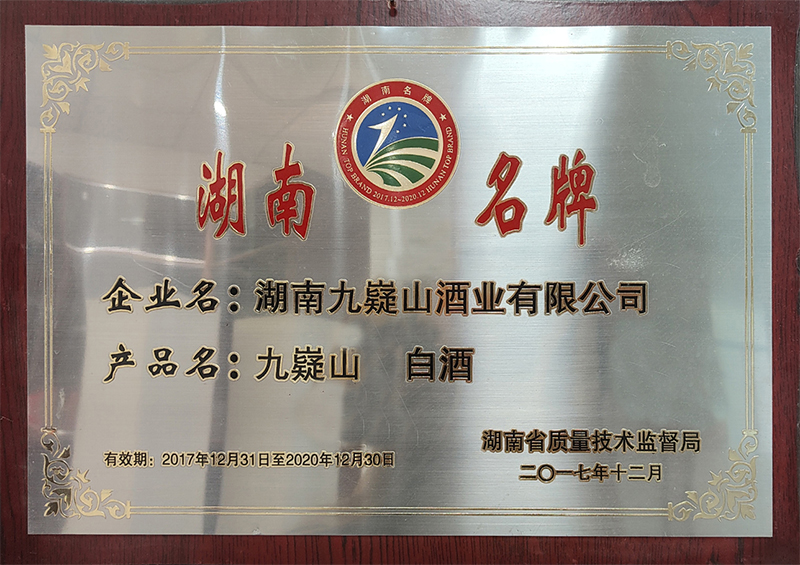 湖南名牌
HUNAN TOP BRAND 2017.12-2020.12 HUNAN TOP BRAND
湖南 名牌
企业名：湖南九嶷山酒业有限公司
产品名：九嶷山 白酒
有效期：2017年12月31日至2020年12月30日
湖南省质量技术监督局
二〇一七年十二月